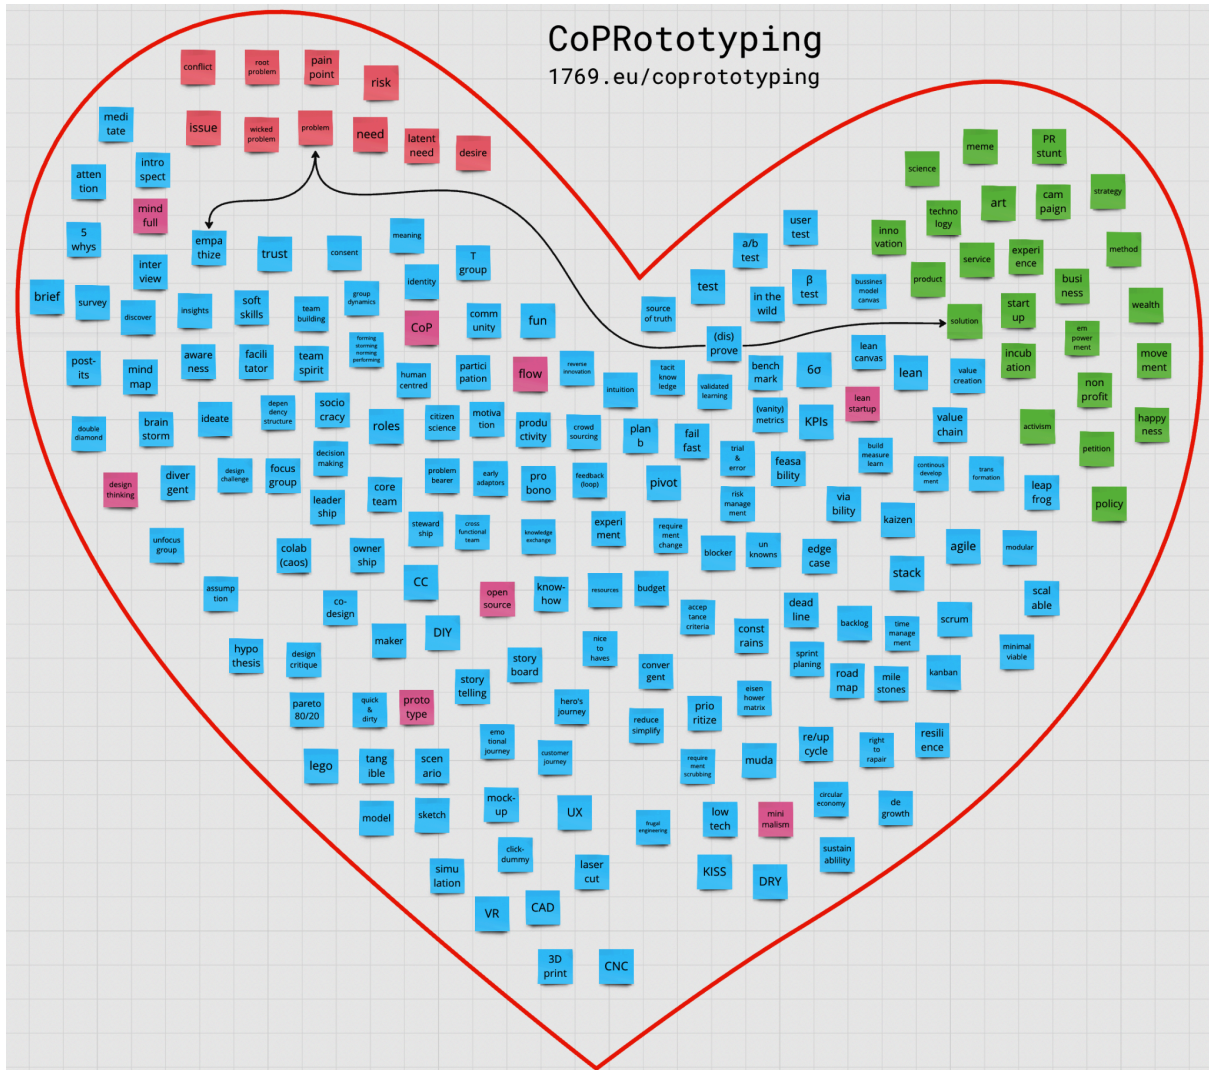 CoPRototyping
1769.eu/coprototyping
conflict
root
problem
pain
point
risk
issue
wicked
problem
problem
need
latent
need
desire
medi
tate
atten
tion
intro
spect
mind
full
5
whys
empa
thize
trust
consent
meaning
T
group
inter
view
brief
survey
discover
insights
soft
skills
team
building
group
dynamics
identity
CoP
comm
unity
fun
post-
its
mind
map
aware
ness
facili
tator
team
spirit
forming
storming
norming
performing
human
centred
partici
pation
flow
reverse
innovation
intuition
tacit
know
ledge
validated
learning
source
of truth
test
a/b
test
user
test
in the
wild
β
test
bussines
model
canvas
(dis)
prove
bench
mark
6σ
lean
canvas
lean
value
creation
lean
startup
science
meme
PR
stunt
inno
vation
techno
logy
art
cam
paign
strategy
product
service
experi
ence
method
busi
ness
solution
start
up
wealth
em
power
ment
incub
ation
move
ment
non
profit
activism
happy
ness
petition
policy
double
diamond
brain
storm
ideate
depen
dency
structure
socio
cracy
roles
citizen
science
motiva
tion
produ
ctivity
crowd
sourcing
plan
b
fail
fast
(vanity)
metrics
KPIs
value
chain
design
thinking
diver
gent
design
challenge
focus
group
decision
making
leader
ship
core
team
problem
bearer
early
adaptors
pro
bono
feedback
(loop)
pivot
trial
&
error
feasa
bility
build
measure
learn
continous
develop
ment
trans
formation
leap
frog
risk
manage
ment
via
bility
kaizen
unfocus
group
colab
(caos)
owner
ship
steward
ship
cross
functional
team
knowledge
exchange
experi
ment
require
ment
change
blocker
un
knowns
edge
case
agile
modular
assump
tion
co-
design
CC
open
source
know-
how
resources
budget
accep
tance
criteria
const
rains
dead
line
backlog
stack
time
manage
ment
scrum
scal
able
hypo
thesis
design
critique
maker
DIY
story
telling
story
board
nice
to
haves
conver
gent
sprint
planing
road
map
mile
stones
kanban
minimal
viable
pareto
80/20
quick
&
dirty
proto
type
hero's
journey
reduce
simplify
prio
ritize
eisen
hower
matrix
lego
tang
ible
scen
ario
emo
tional
journey
customer
journey
require
ment
scrubbing
muda
re/up
cycle
right
to
rapair
resili
ence
model
sketch
mock-
up
UX
frugal
engineering
low
tech
mini
malism
circular
economy
de
growth
simu
lation
click-
dummy
laser
cut
KISS
DRY
sustain
ablility
VR
CAD
3D
print
CNC